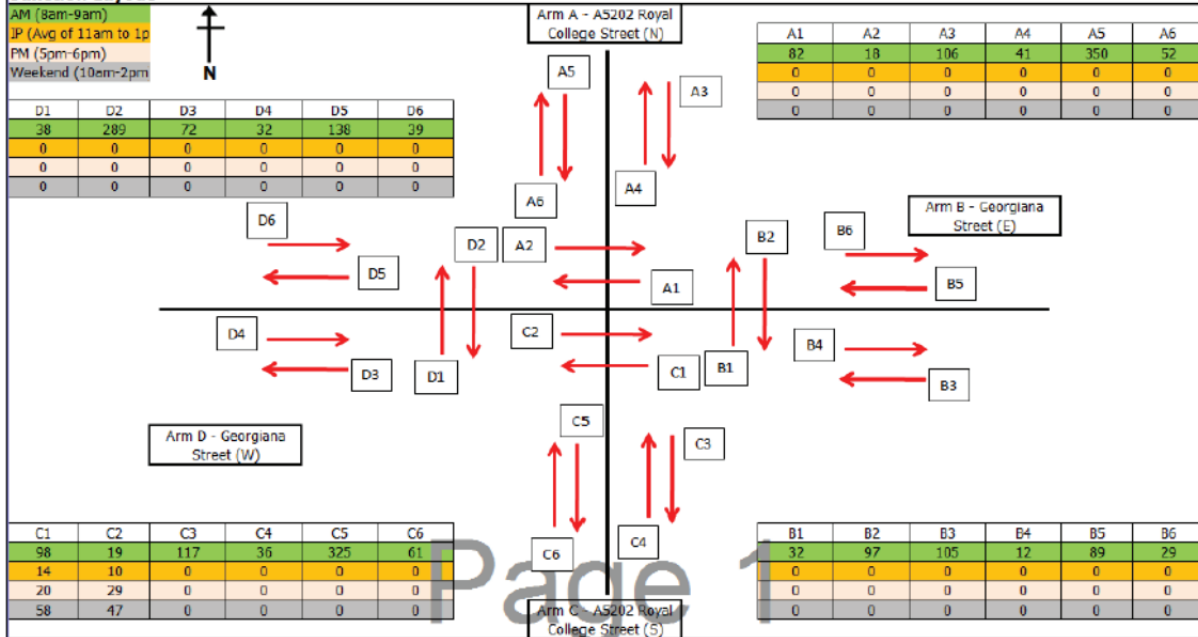 AM (8am-9am)
IP (Avg of 11am to 1p
PM (5pm-6pm)
Weekend (10am-2pm
N
Arm A - A5202 Royal
College Street (N)
A1 A2 A3 A4 A5 A6
82 18 106 41 350 52
0 0 0 0 0 0
0 0 0 0 0 0
0 0 0 0 0 0
D1 D2 D3 D4 D5 D6
38 289 72 32 138 39
0 0 0 0 0 0
0 0 0 0 0 0
0 0 0 0 0 0
A5
A3
A6
A4
Arm B - Georgiana
Street (E)
D6
D2
A2
B2
B6
D5
A1
B5
D4
C2
B4
D3
D1
C1
B1
B3
Arm D - Georgiana
Street (W)
C5
C3
C6
C4
C1 C2 C3 C4 C5 C6
98 19 117 36 325 61
14 10 0 0 0 0
20 29 0 0 0 0
58 47 0 0 0 0
B1 B2 B3 B4 B5 B6
32 97 105 12 89 29
0 0 0 0 0 0
0 0 0 0 0 0
0 0 0 0 0 0
Page 1
Arm C - A5202 Royal
College Street (S)